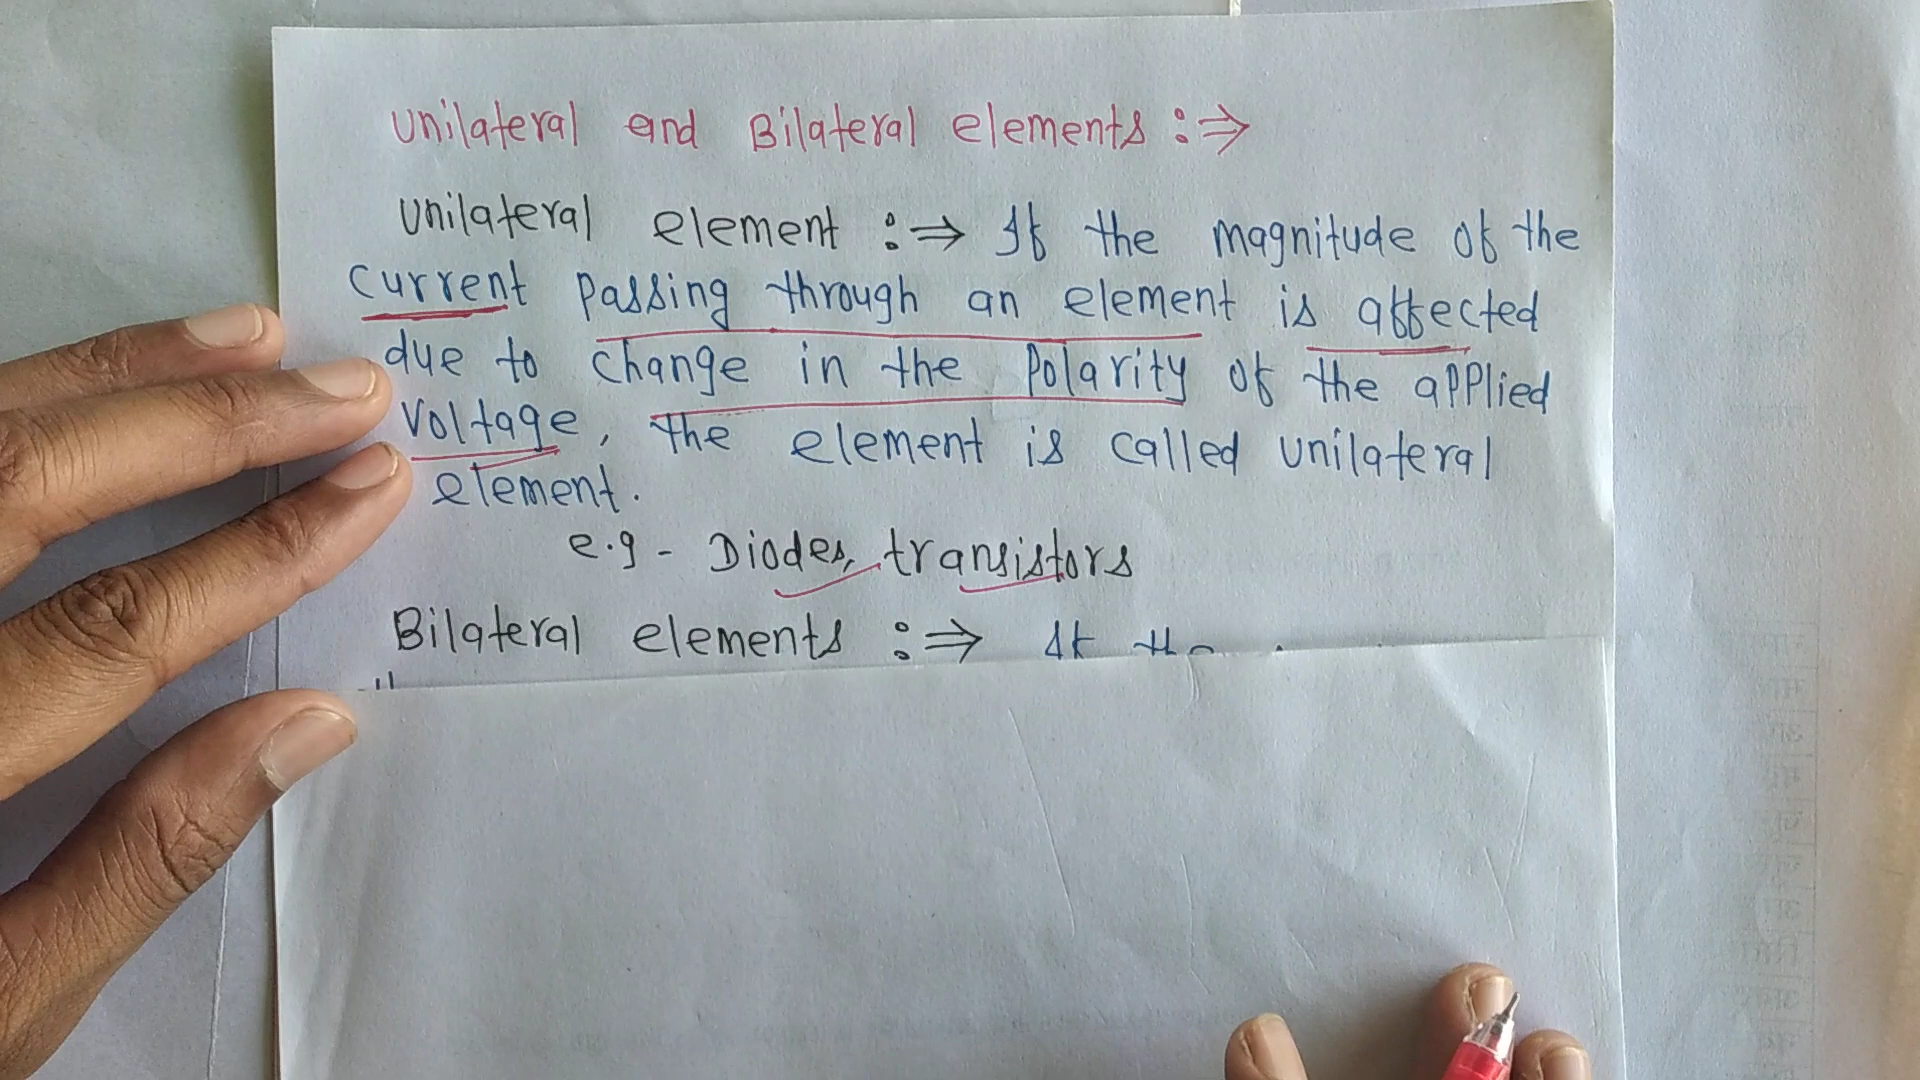 Unilateral and Bilateral elements :⇒
Unilateral element :⇒ If the magnitude of the
current passing through an element is affected
due to change in the polarity of the applied
voltage, the element is called unilateral
element.
e.g - Diodes, transistors
Bilateral elements :⇒ If the